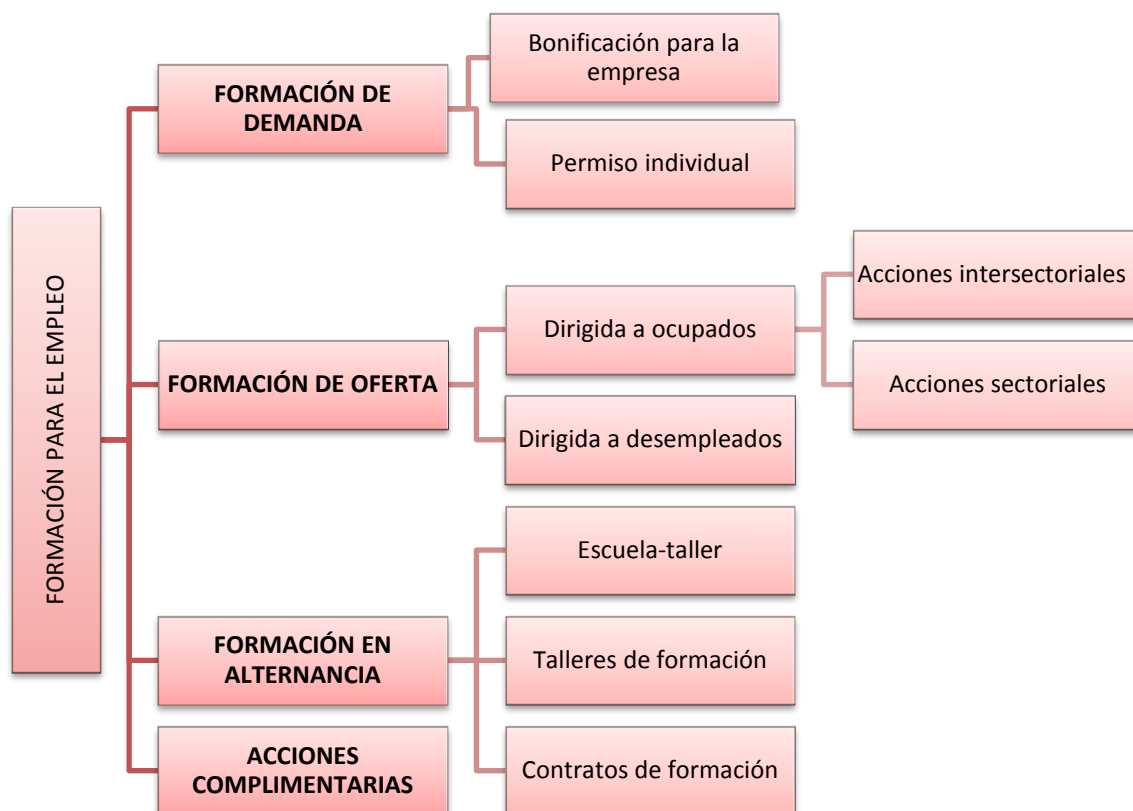 FORMACIÓN PARA EL EMPLEO
FORMACIÓN DE
DEMANDA
Bonificación para la
empresa
Permiso individual
FORMACIÓN DE OFERTA
Dirigida a ocupados
Acciones intersectoriales
Acciones sectoriales
Dirigida a desempleados
FORMACIÓN EN
ALTERNANCIA
Escuela-taller
Talleres de formación
Contratos de formación
ACCIONES
COMPLIMENTARIAS